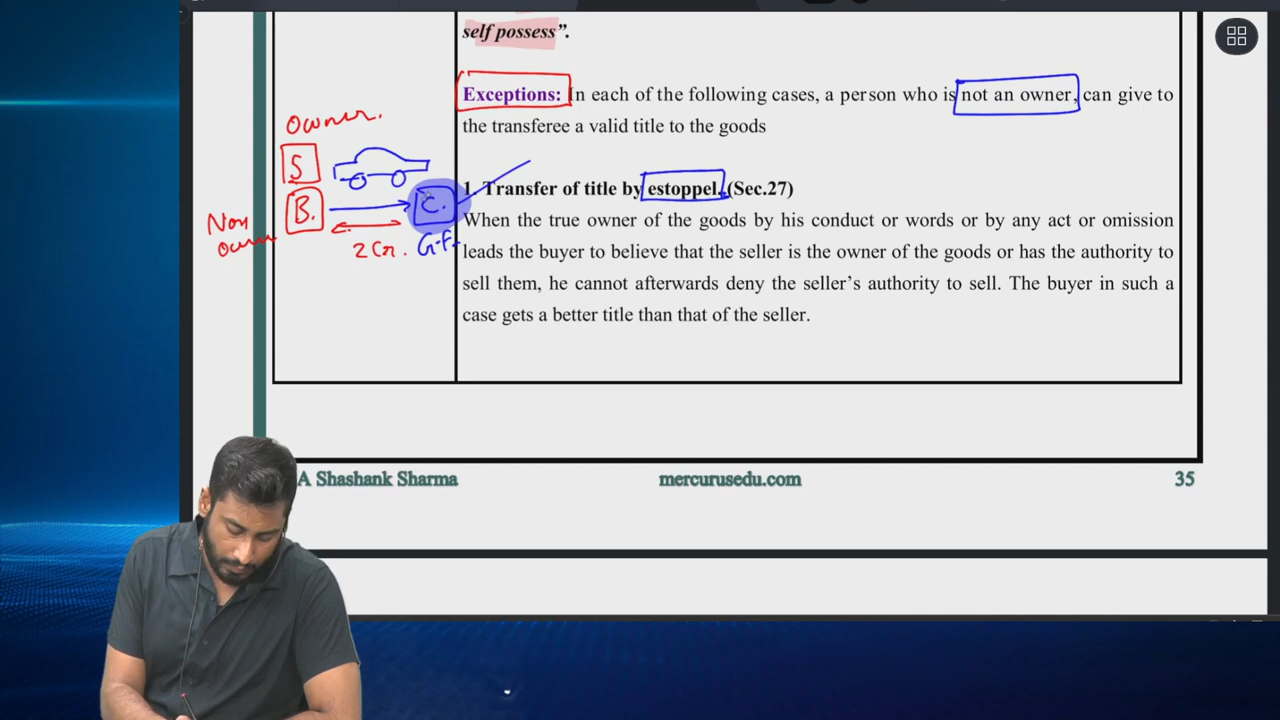 self possess”.
Exceptions: In each of the following cases, a person who is not an owner, can give to
the transferee a valid title to the goods
Owner.
S
1. Transfer of title by estoppel. (Sec.27)
B. C.
Non
owner
2 Cr. G.F.
When the true owner of the goods by his conduct or words or by any act or omission
leads the buyer to believe that the seller is the owner of the goods or has the authority to
sell them, he cannot afterwards deny the seller’s authority to sell. The buyer in such a
case gets a better title than that of the seller.
A Shashank Sharma mercurusedu.com 35